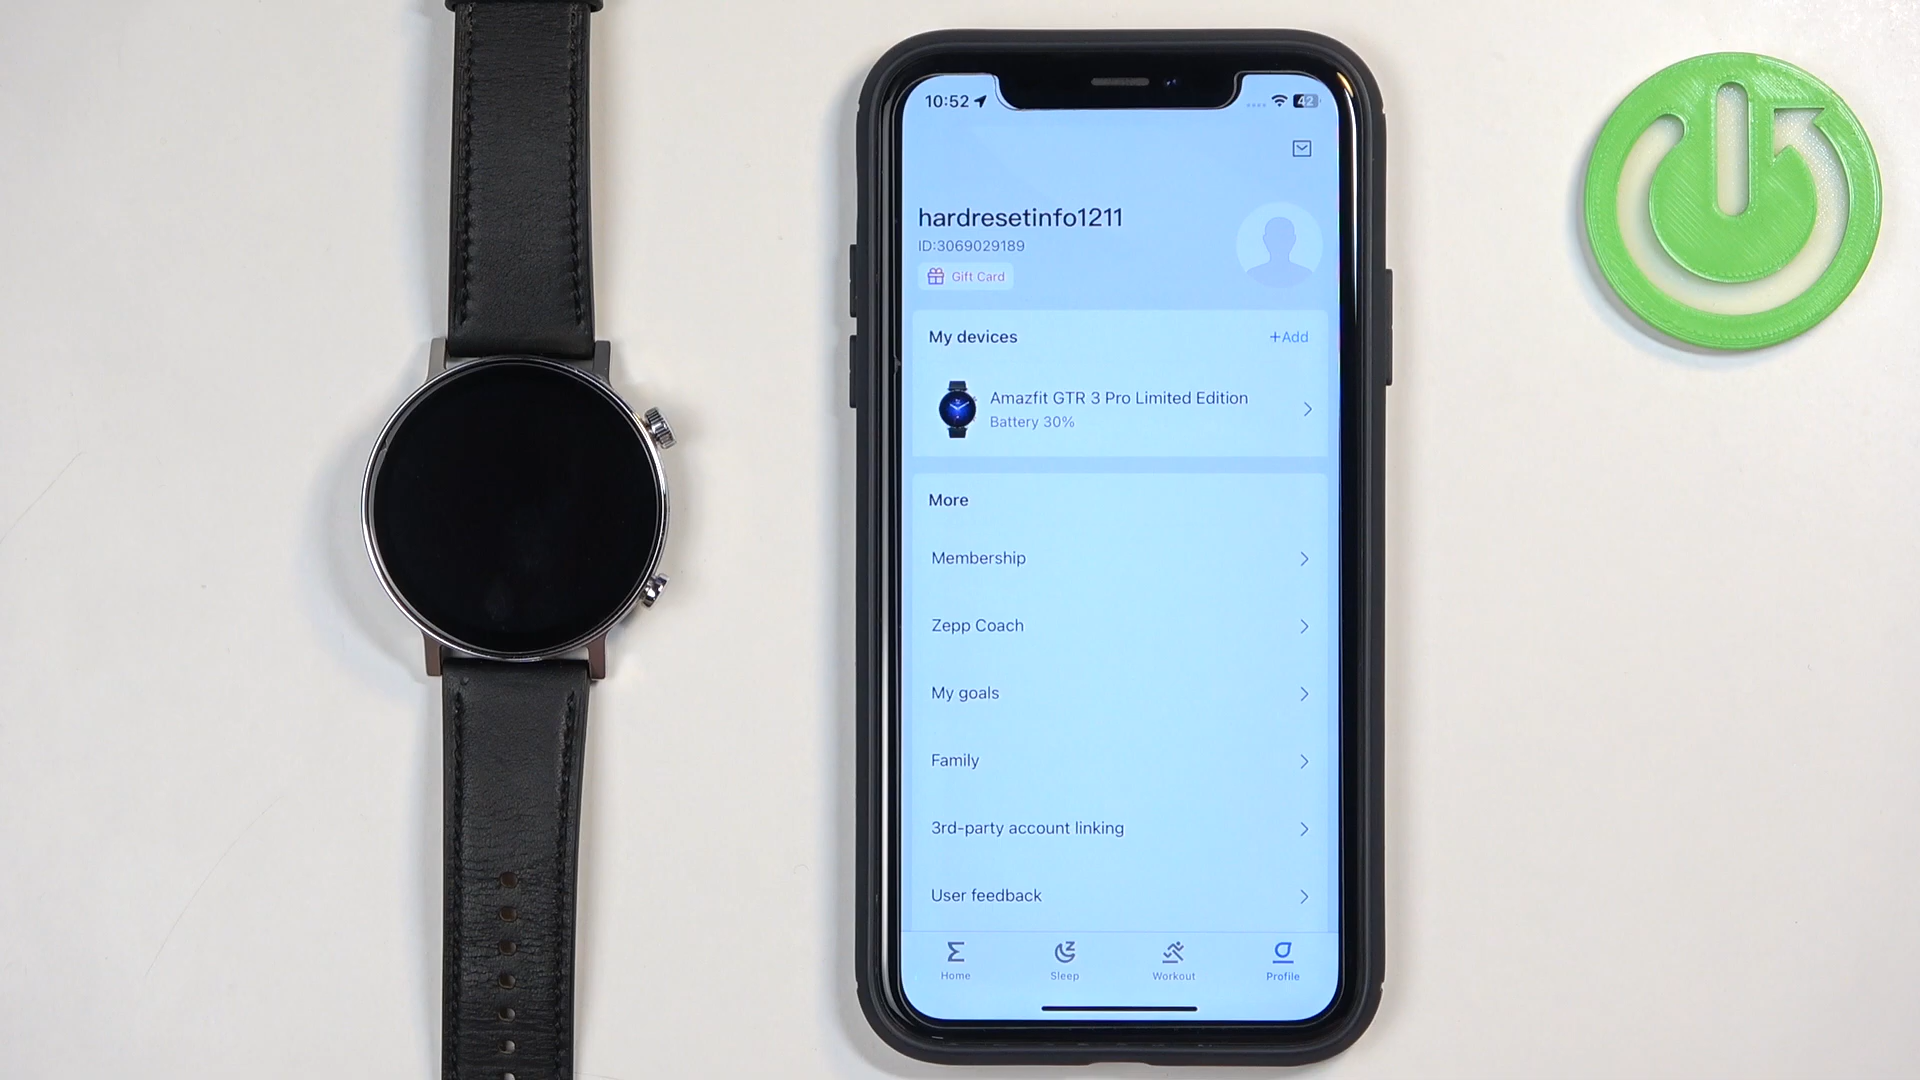 10:52
42
hardresetinfo1211
ID:3069029189
Gift Card
My devices
+Add
Amazfit GTR 3 Pro Limited Edition
Battery 30%
More
Membership
Zepp Coach
My goals
Family
3rd-party account linking
User feedback
Home
Sleep
Workout
Profile